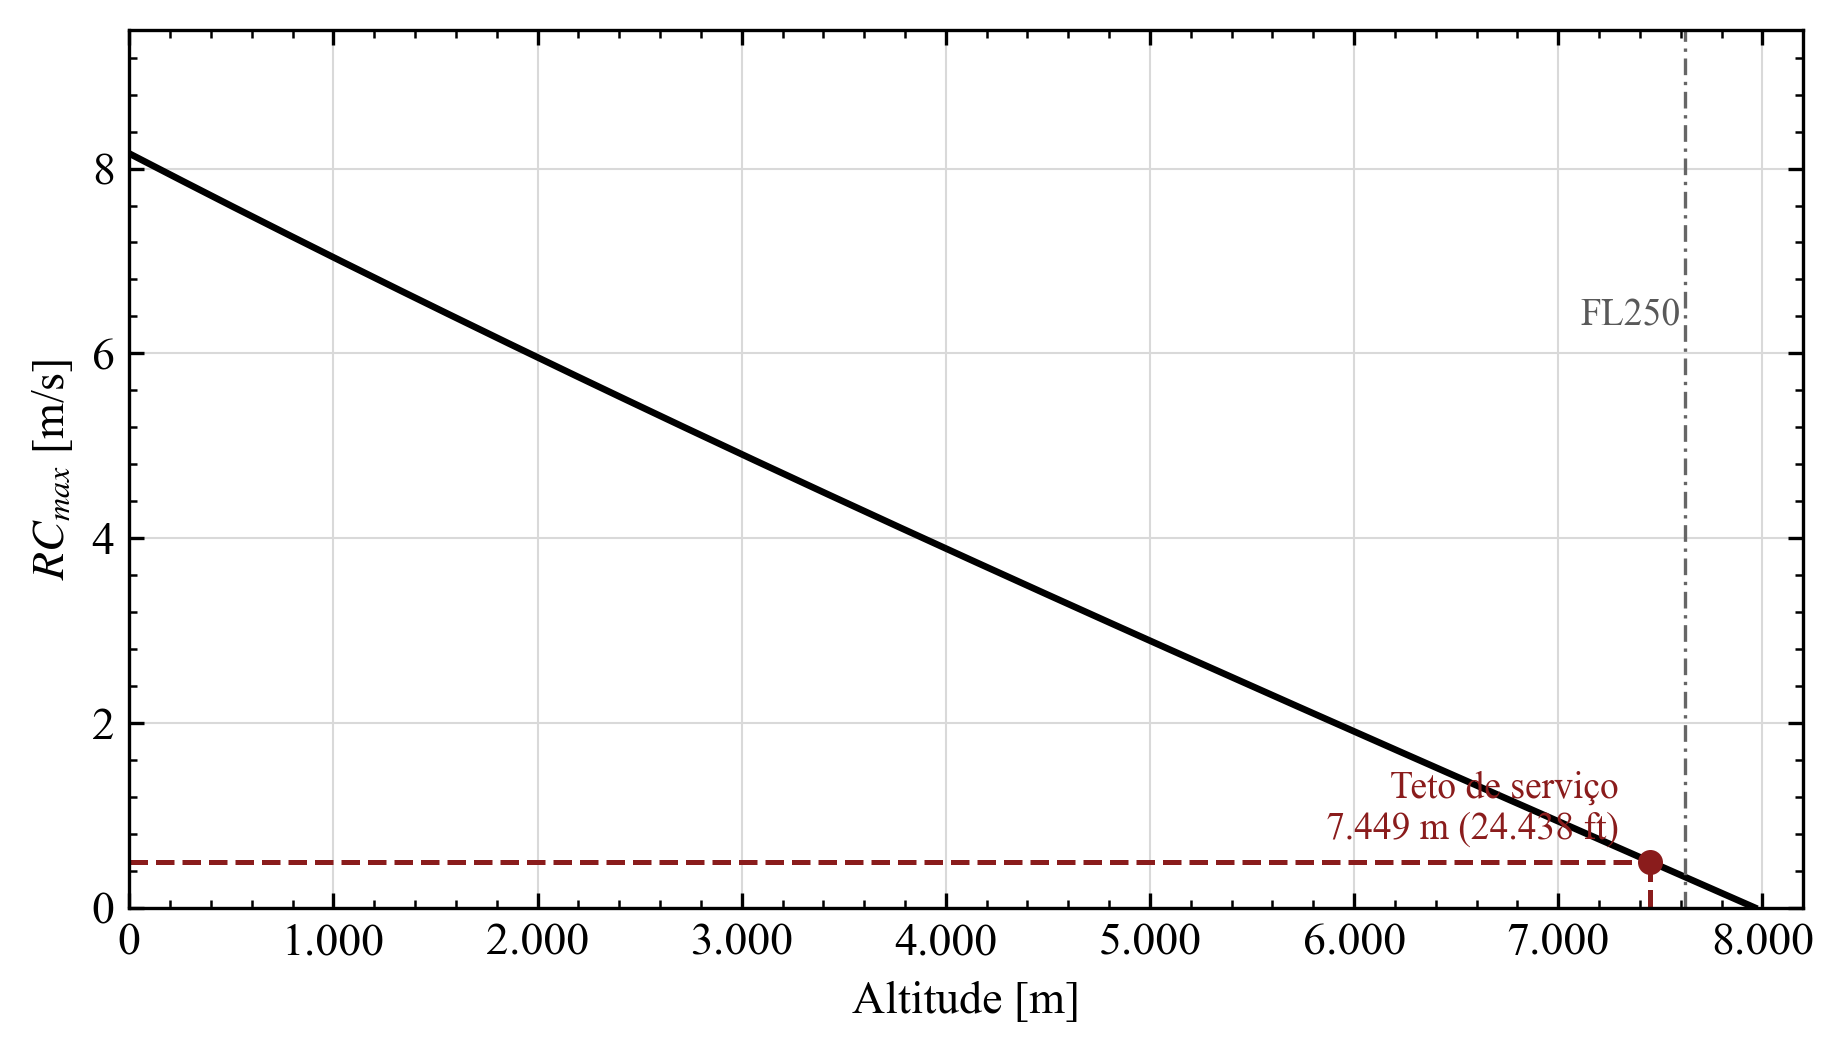 8
6
4
2
0
RC_max [m/s]
FL250
Teto de serviço
7.449 m (24.438 ft)
0 1.000 2.000 3.000 4.000 5.000 6.000 7.000 8.000
Altitude [m]